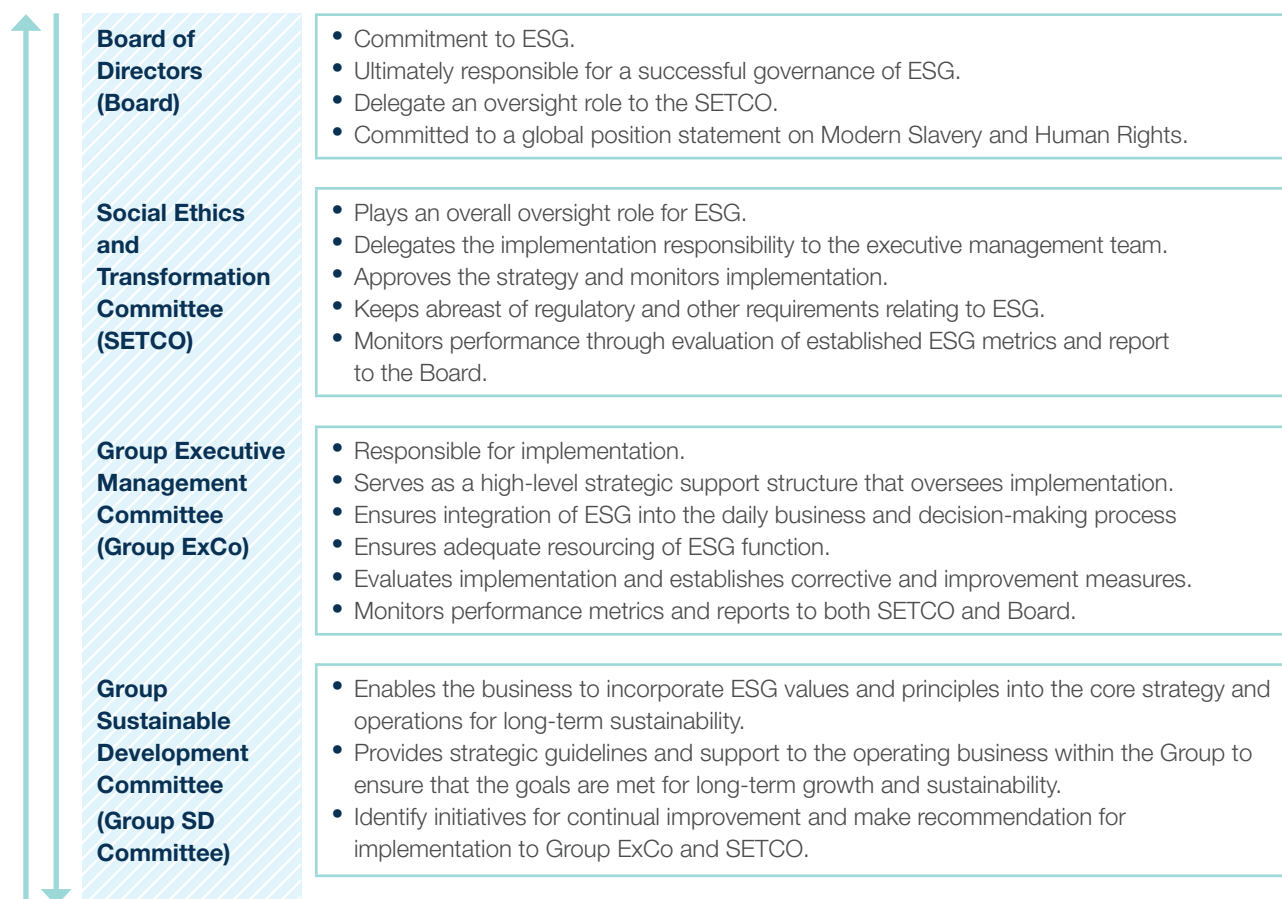 Board of
Directors
(Board)
• Commitment to ESG.
• Ultimately responsible for a successful governance of ESG.
• Delegate an oversight role to the SETCO.
• Committed to a global position statement on Modern Slavery and Human Rights.
Social Ethics
and
Transformation
Committee
(SETCO)
• Plays an overall oversight role for ESG.
• Delegates the implementation responsibility to the executive management team.
• Approves the strategy and monitors implementation.
• Keeps abreast of regulatory and other requirements relating to ESG.
• Monitors performance through evaluation of established ESG metrics and report
to the Board.
Group Executive
Management
Committee
(Group ExCo)
• Responsible for implementation.
• Serves as a high-level strategic support structure that oversees implementation.
• Ensures integration of ESG into the daily business and decision-making process
• Ensures adequate resourcing of ESG function.
• Evaluates implementation and establishes corrective and improvement measures.
• Monitors performance metrics and reports to both SETCO and Board.
Group
Sustainable
Development
Committee
(Group SD
Committee)
• Enables the business to incorporate ESG values and principles into the core strategy and
operations for long-term sustainability.
• Provides strategic guidelines and support to the operating business within the Group to
ensure that the goals are met for long-term growth and sustainability.
• Identify initiatives for continual improvement and make recommendation for
implementation to Group ExCo and SETCO.